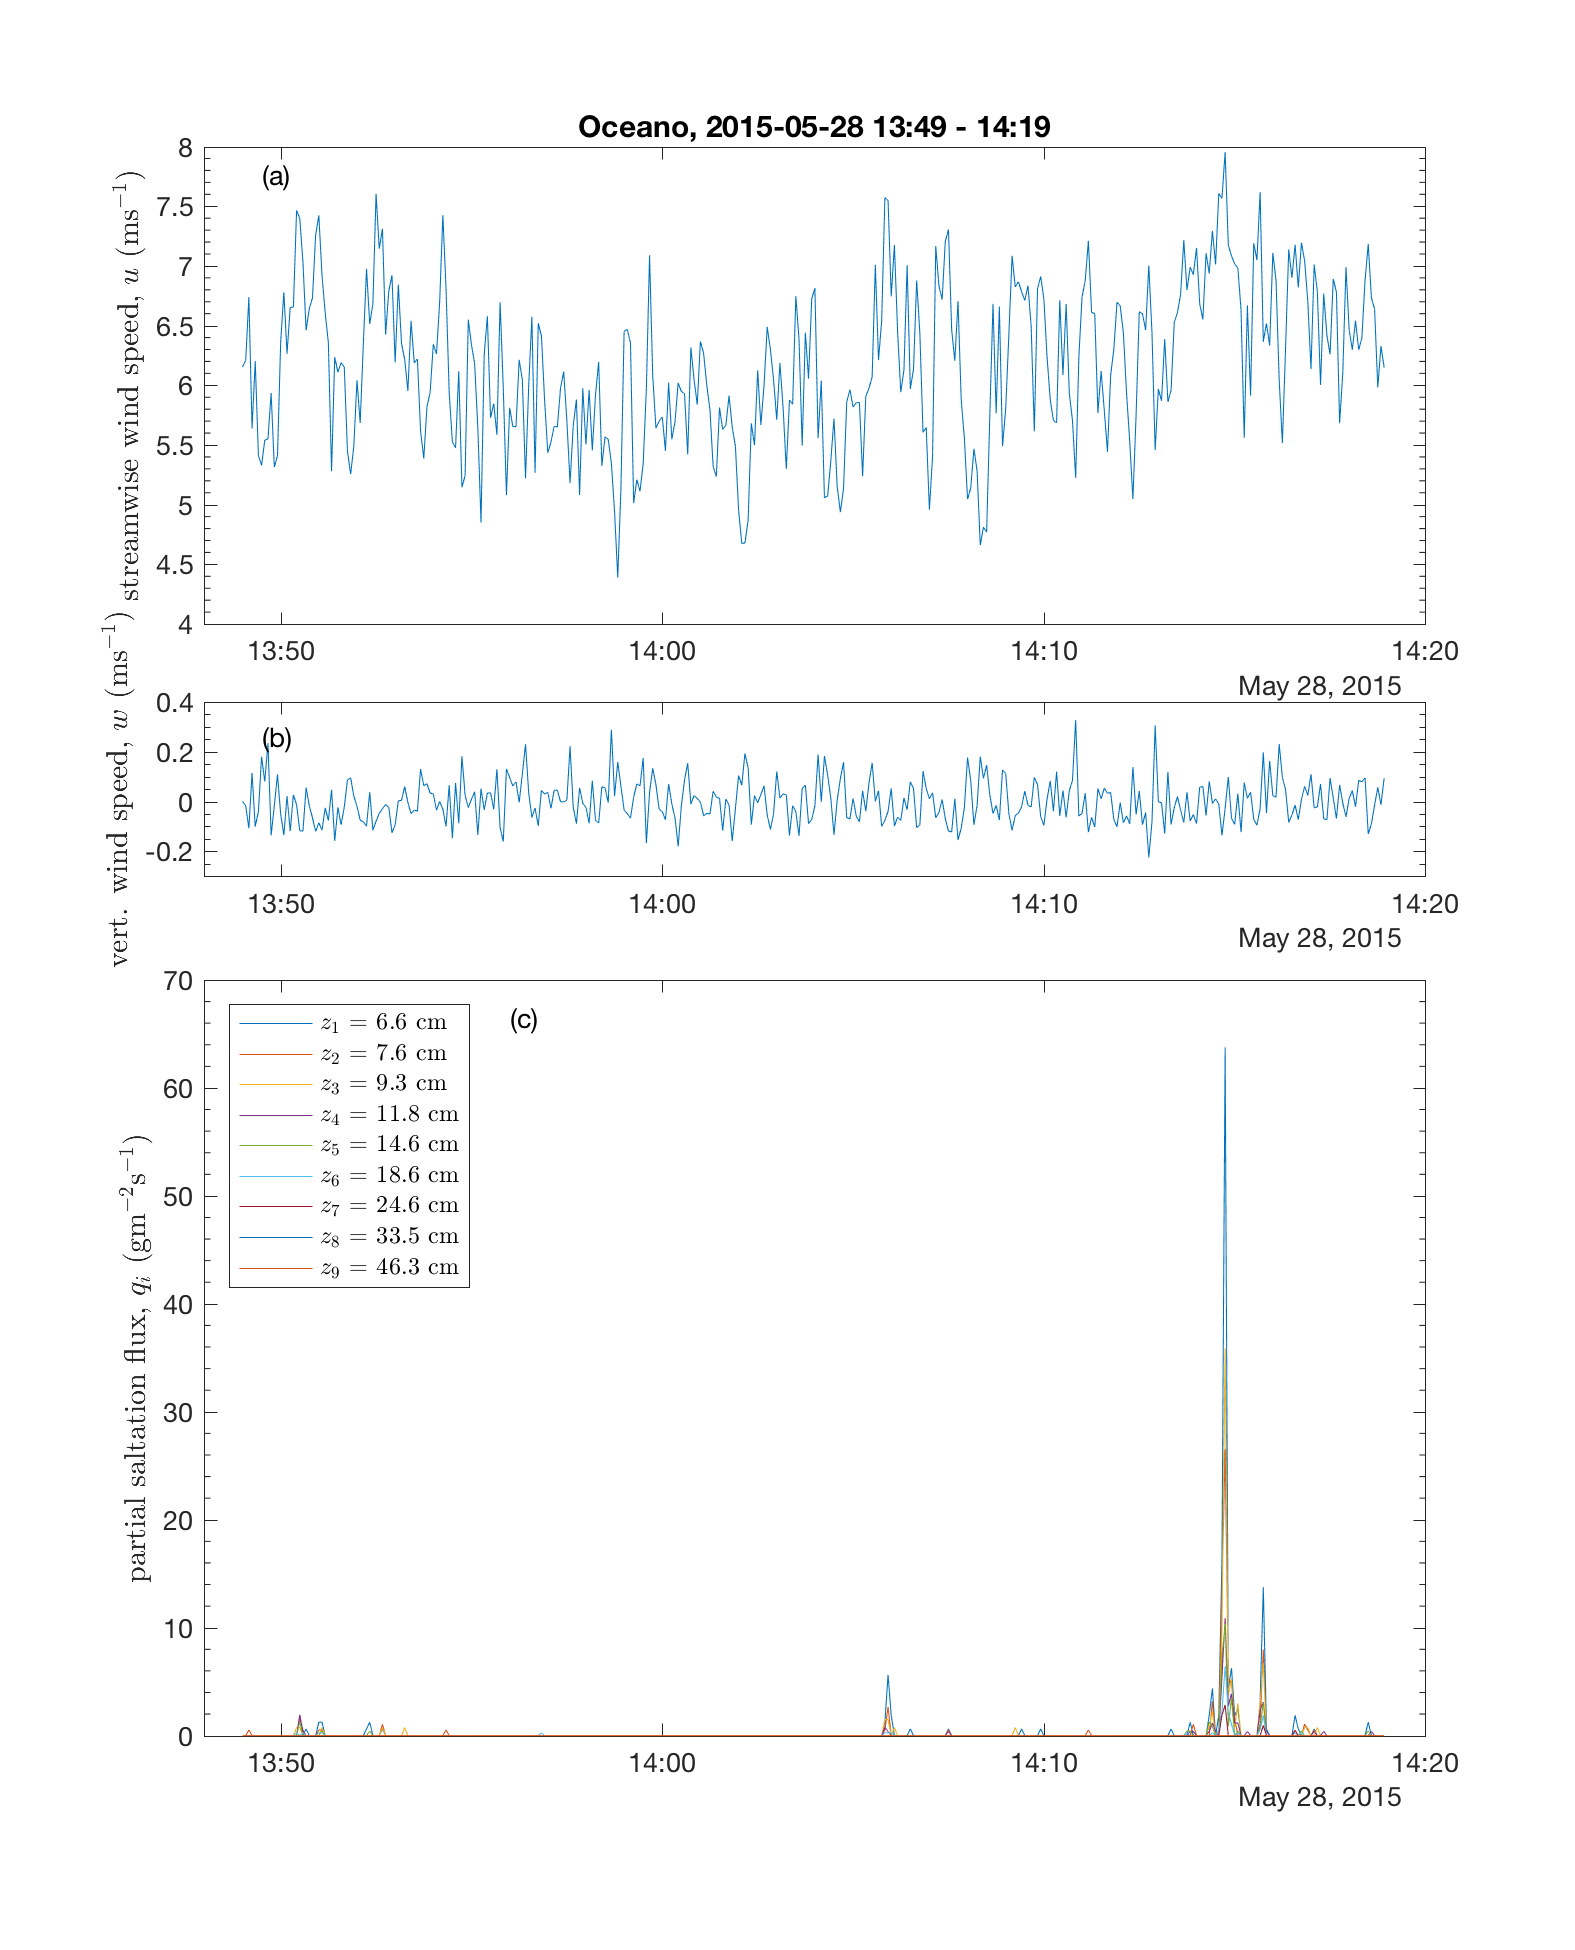 Oceano, 2015-05-28 13:49 - 14:19
(a)
streamwise wind speed, u (ms⁻¹)
8
7.5
7
6.5
6
5.5
5
4.5
4
13:50 14:00 14:10 14:20
May 28, 2015
(b)
vert. wind speed, w (ms⁻¹)
0.4
0.2
0
-0.2
13:50 14:00 14:10 14:20
May 28, 2015
(c)
partial saltation flux, qᵢ (gm⁻²s⁻¹)
70
60
50
40
30
20
10
0
z₁ = 6.6 cm
z₂ = 7.6 cm
z₃ = 9.3 cm
z₄ = 11.8 cm
z₅ = 14.6 cm
z₆ = 18.6 cm
z₇ = 24.6 cm
z₈ = 33.5 cm
z₉ = 46.3 cm
13:50 14:00 14:10 14:20
May 28, 2015